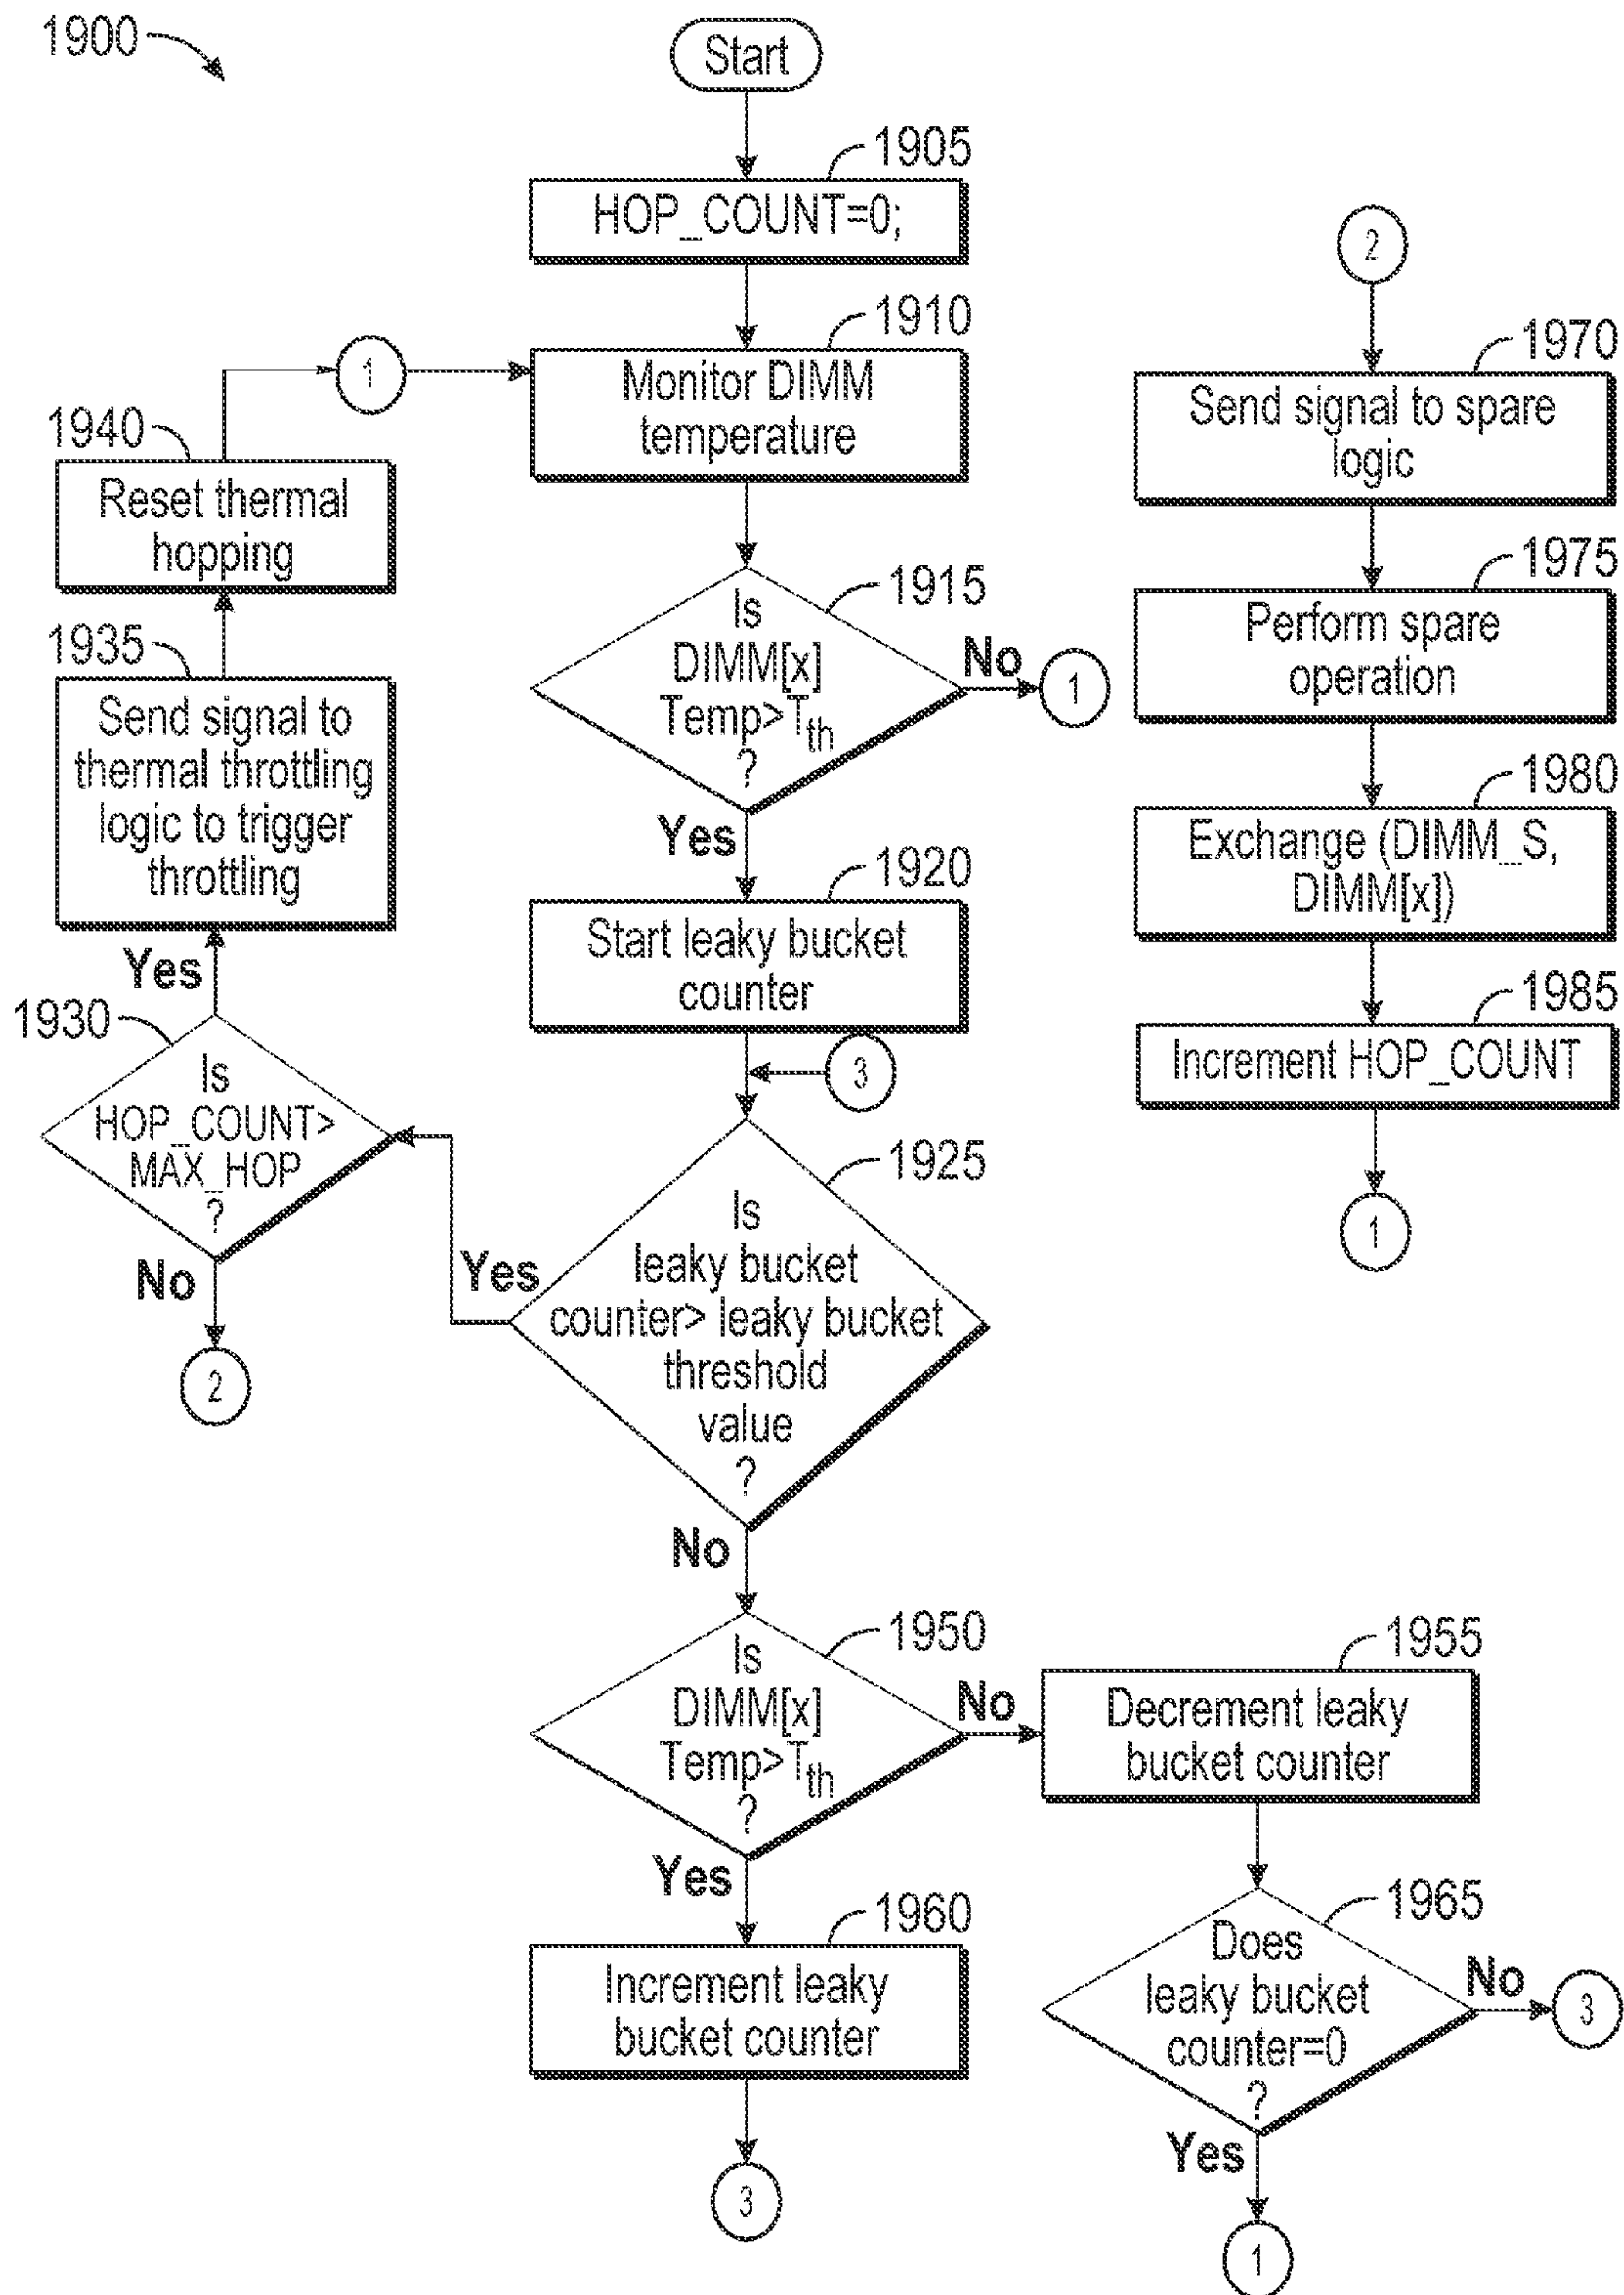 1900
Start
1905
HOP_COUNT=0;
1910
1
Monitor DIMM
temperature
1940
Reset thermal
hopping
1915
Is
DIMM[x]
Temp>Tth
?
No
1
Yes
1935
Send signal to
thermal throttling
logic to trigger
throttling
1920
Start leaky bucket
counter
3
Yes
1930
Is
HOP_COUNT>
MAX_HOP
?
No
2
Yes
1925
Is
leaky bucket
counter> leaky bucket
threshold
value
?
No
1950
Is
DIMM[x]
Temp>Tth
?
No
1955
Decrement leaky
bucket counter
Yes
1960
Increment leaky
bucket counter
3
1965
Does
leaky bucket
counter=0
?
No
3
Yes
1
2
1970
Send signal to spare
logic
1975
Perform spare
operation
1980
Exchange (DIMM_S,
DIMM[x])
1985
Increment HOP_COUNT
1